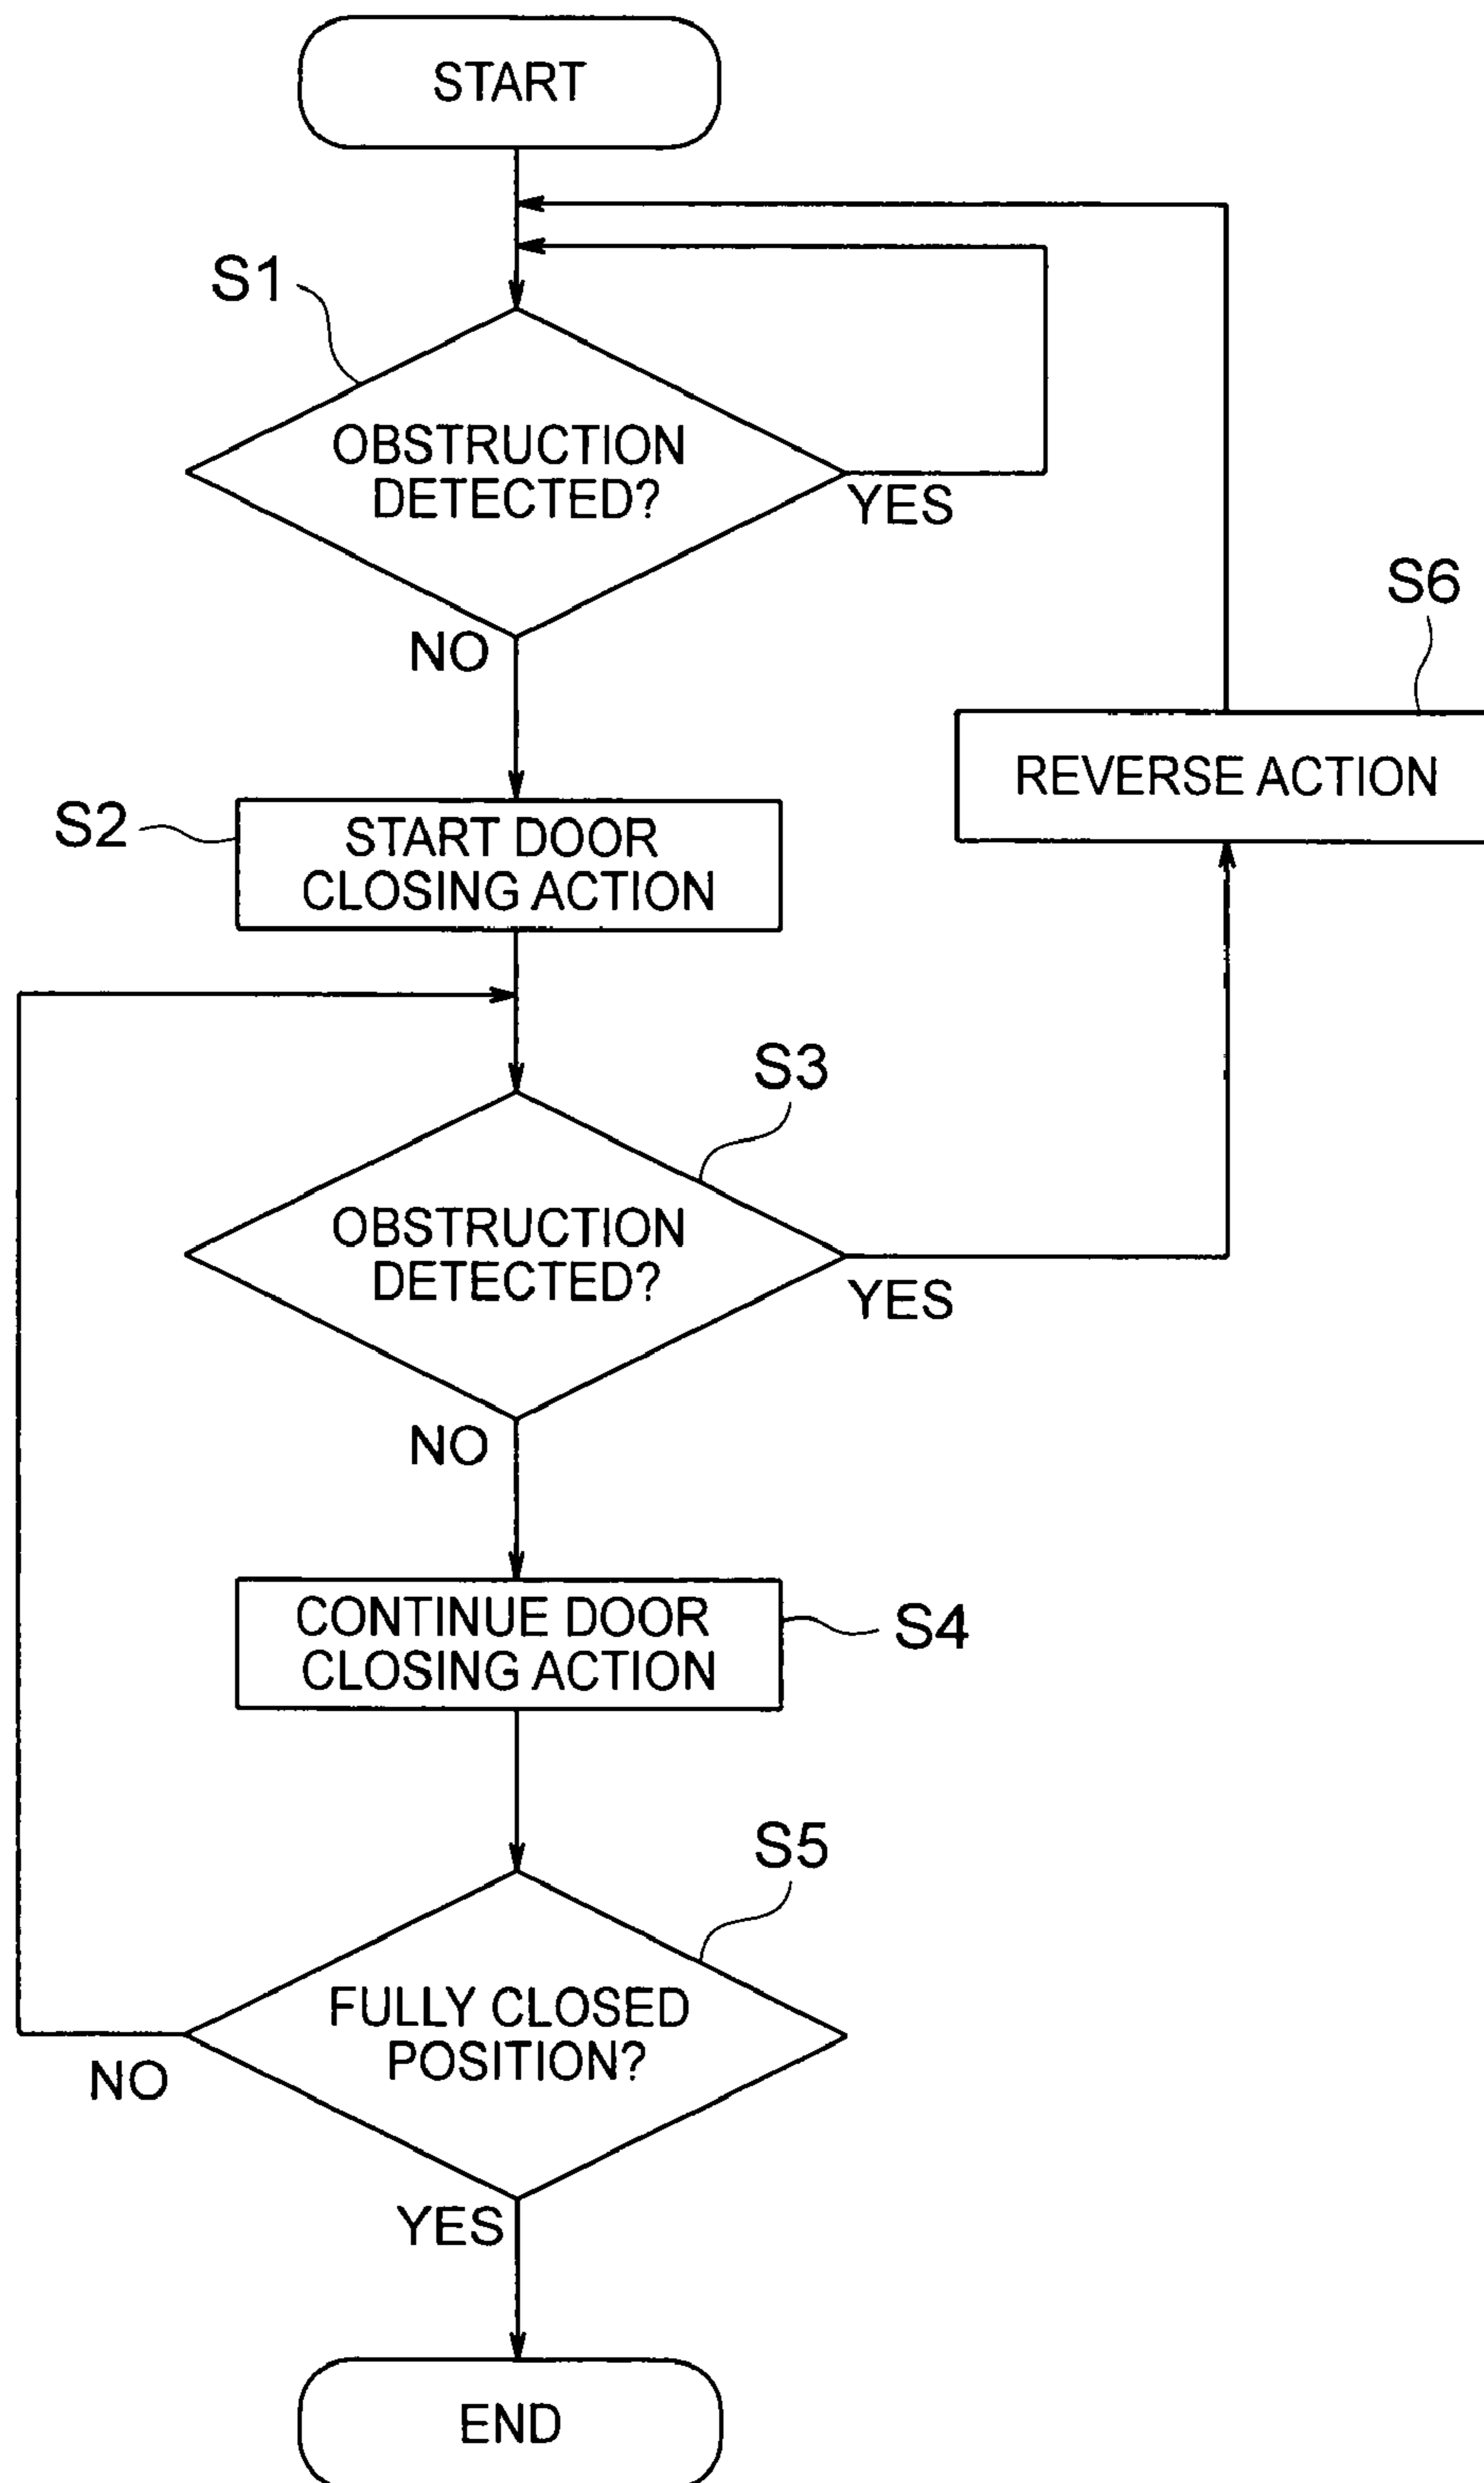 START
S1
OBSTRUCTION
DETECTED?
YES
NO
S6
REVERSE ACTION
S2
START DOOR
CLOSING ACTION
S3
OBSTRUCTION
DETECTED?
YES
NO
CONTINUE DOOR
CLOSING ACTION
S4
S5
FULLY CLOSED
POSITION?
NO
YES
END